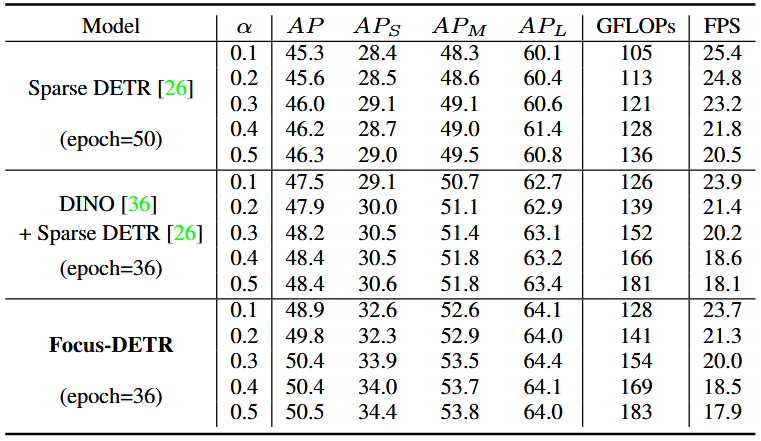 Model α AP AP_S AP_M AP_L GFLOPs FPS
Sparse DETR [26]
(epoch=50)
0.1 45.3 28.4 48.3 60.1 105 25.4
0.2 45.6 28.5 48.6 60.4 113 24.8
0.3 46.0 29.1 49.1 60.6 121 23.2
0.4 46.2 28.7 49.0 61.4 128 21.8
0.5 46.3 29.0 49.5 60.8 136 20.5
DINO [36]
+ Sparse DETR [26]
(epoch=36)
0.1 47.5 29.1 50.7 62.7 126 23.9
0.2 47.9 30.0 51.1 62.9 139 21.4
0.3 48.2 30.5 51.4 63.1 152 20.2
0.4 48.4 30.5 51.8 63.2 166 18.6
0.5 48.4 30.6 51.8 63.4 181 18.1
Focus-DETR
(epoch=36)
0.1 48.9 32.6 52.6 64.1 128 23.7
0.2 49.8 32.3 52.9 64.0 141 21.3
0.3 50.4 33.9 53.5 64.4 154 20.0
0.4 50.4 34.0 53.7 64.1 169 18.5
0.5 50.5 34.4 53.8 64.0 183 17.9